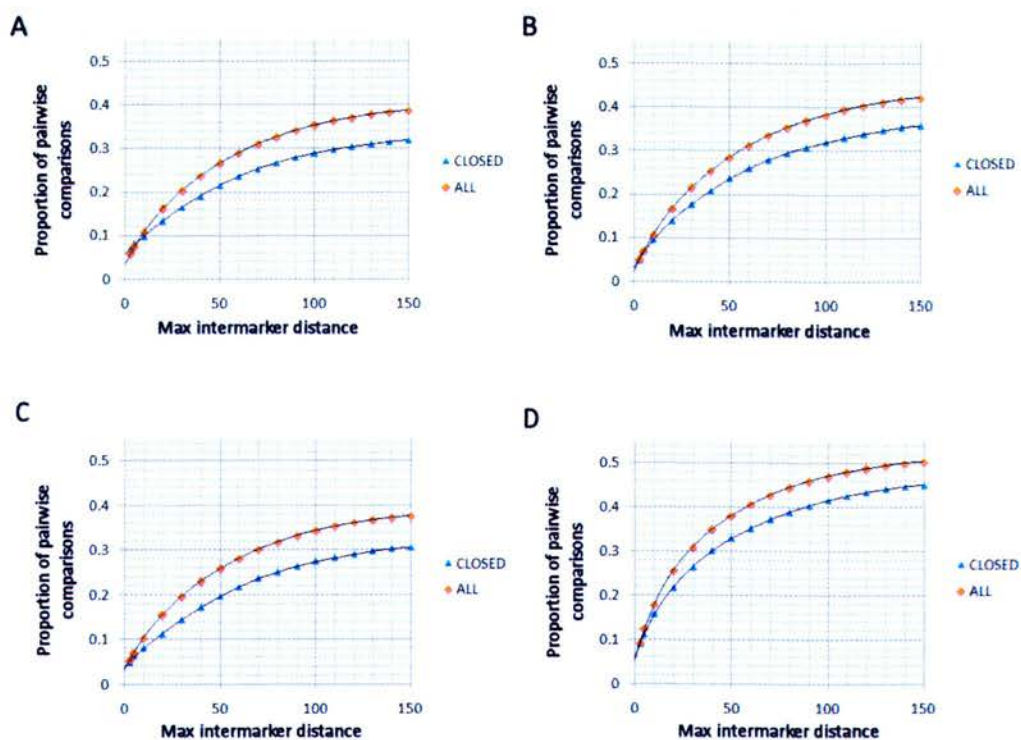 A
B
0.5
0.4
0.3
0.2
0.1
0
0
50
100
150
Proportion of pairwise
comparisons
Max intermarker distance
CLOSED
ALL
0.5
0.4
0.3
0.2
0.1
0
0
50
100
150
Proportion of pairwise
comparisons
Max intermarker distance
CLOSED
ALL
C
D
0.5
0.4
0.3
0.2
0.1
0
0
50
100
150
Proportion of pairwise
comparisons
Max intermarker distance
CLOSED
ALL
0.5
0.4
0.3
0.2
0.1
0
0
50
100
150
Proportion of pairwise
comparisons
Max intermarker distance
CLOSED
ALL